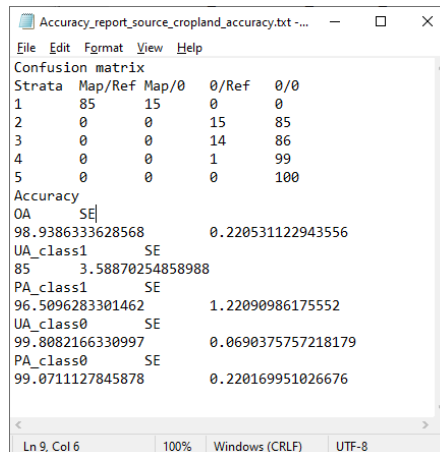 Accuracy_report_source_cropland_accuracy.txt -...
File Edit Format View Help
Confusion matrix
Strata Map/Ref Map/0 0/Ref 0/0
1 85 15 0 0
2 0 0 15 85
3 0 0 14 86
4 0 0 1 99
5 0 0 0 100
Accuracy
OA SE
98.9386333628568 0.220531122943556
UA_class1 SE
85 3.58870254858988
PA_class1 SE
96.5096283301462 1.22090986175552
UA_class0 SE
99.8082166330997 0.0690375757218179
PA_class0 SE
99.0711127845878 0.220169951026676
Ln 9, Col 6 100% Windows (CRLF) UTF-8